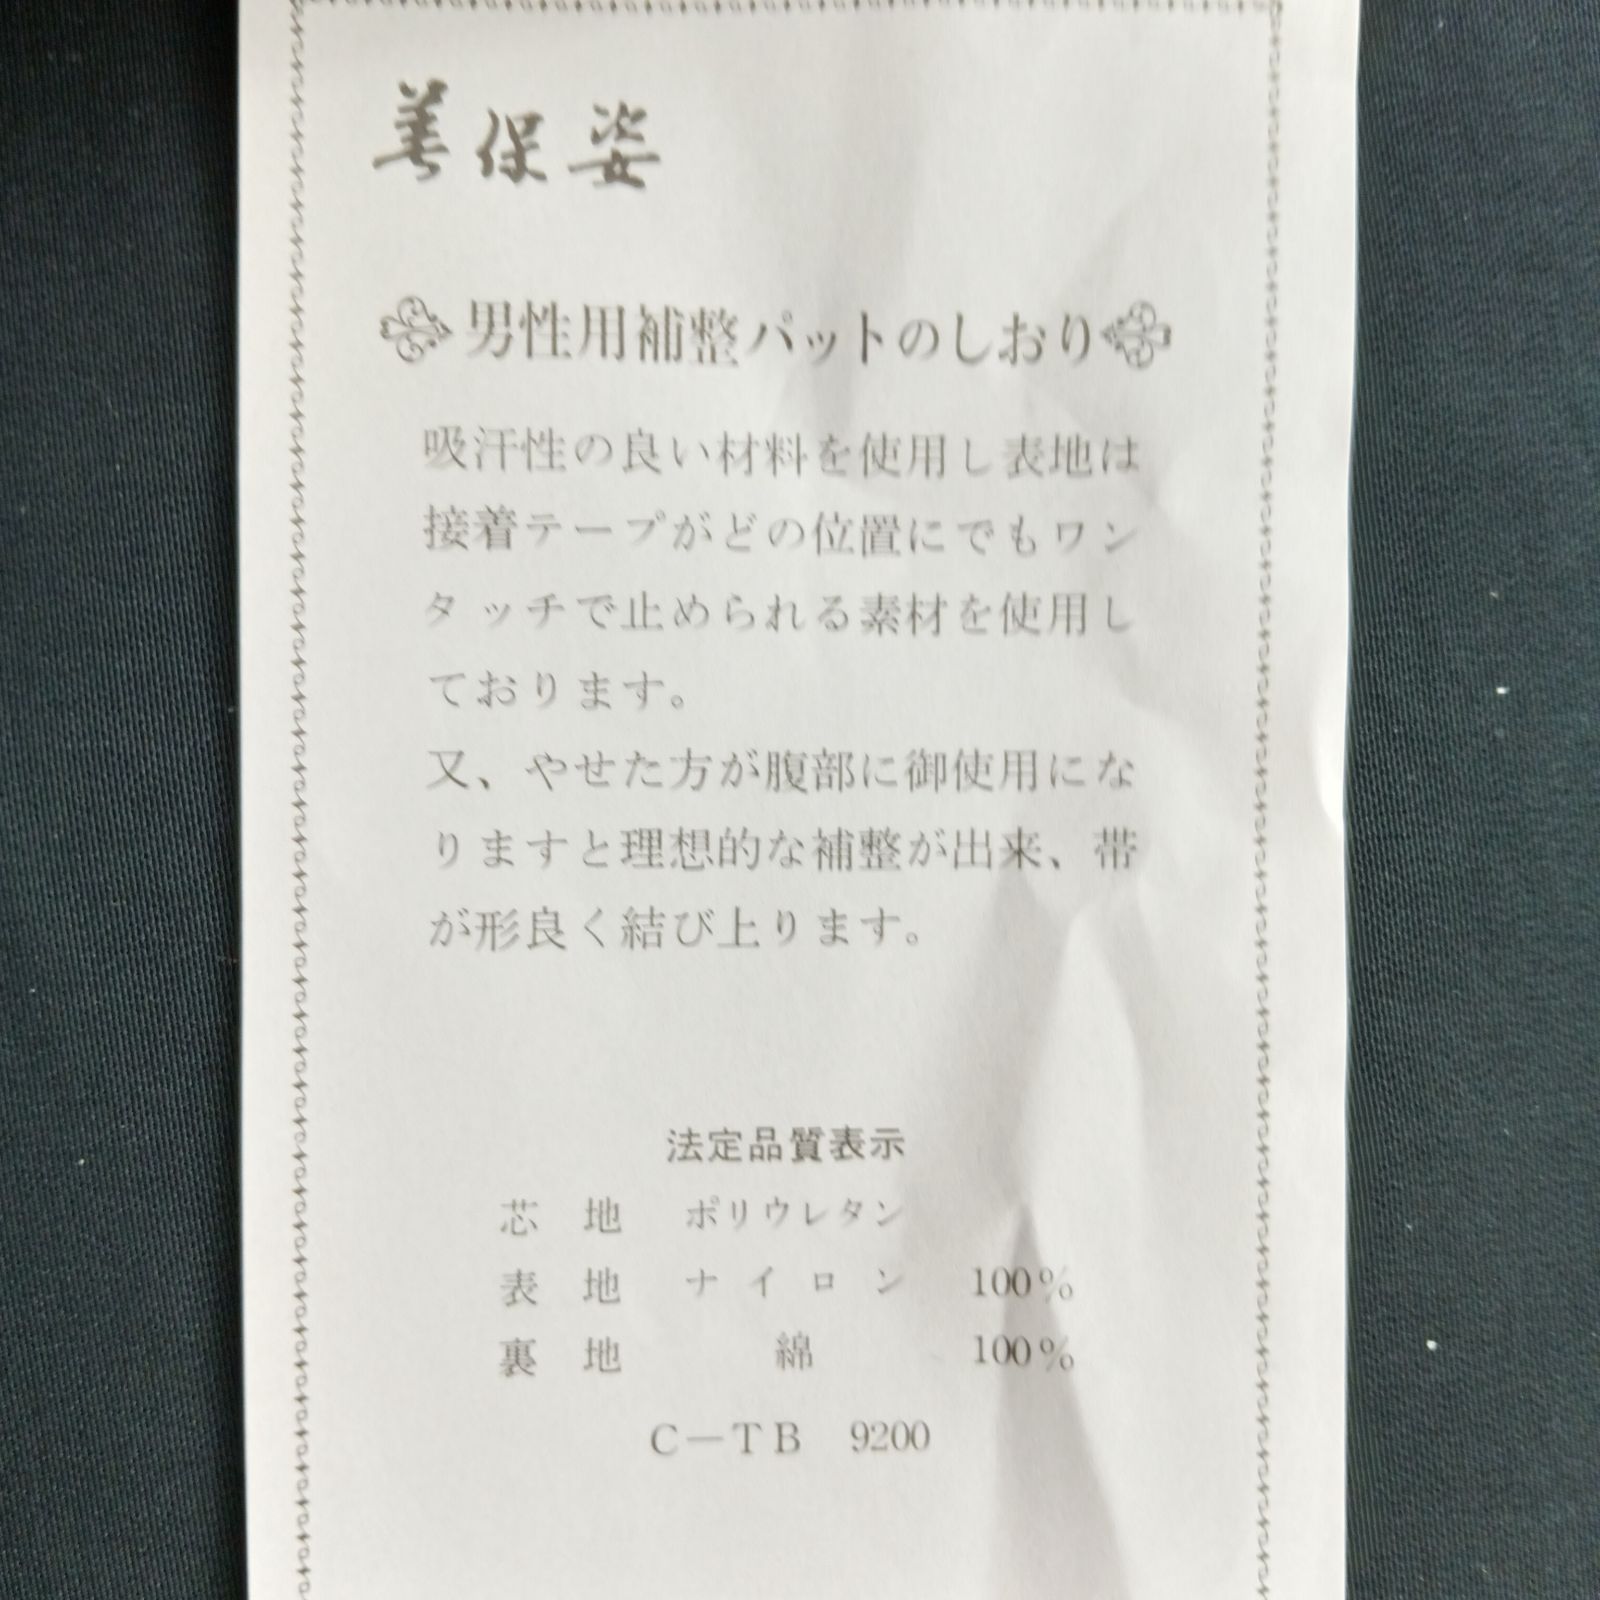 美保姿
男性用補整パットのしおり
吸汗性の良い材料を使用し表地は
接着テープがどの位置にでもワン
タッチで止められる素材を使用し
ております。
又、やせた方が腹部に御使用にな
りますと理想的な補整が出来、帯
が形良く結び上ります。
法定品質表示
芯 地 ポリウレタン
表 地 ナイロン 100%
裏 地 綿 100%
C－TB 9200